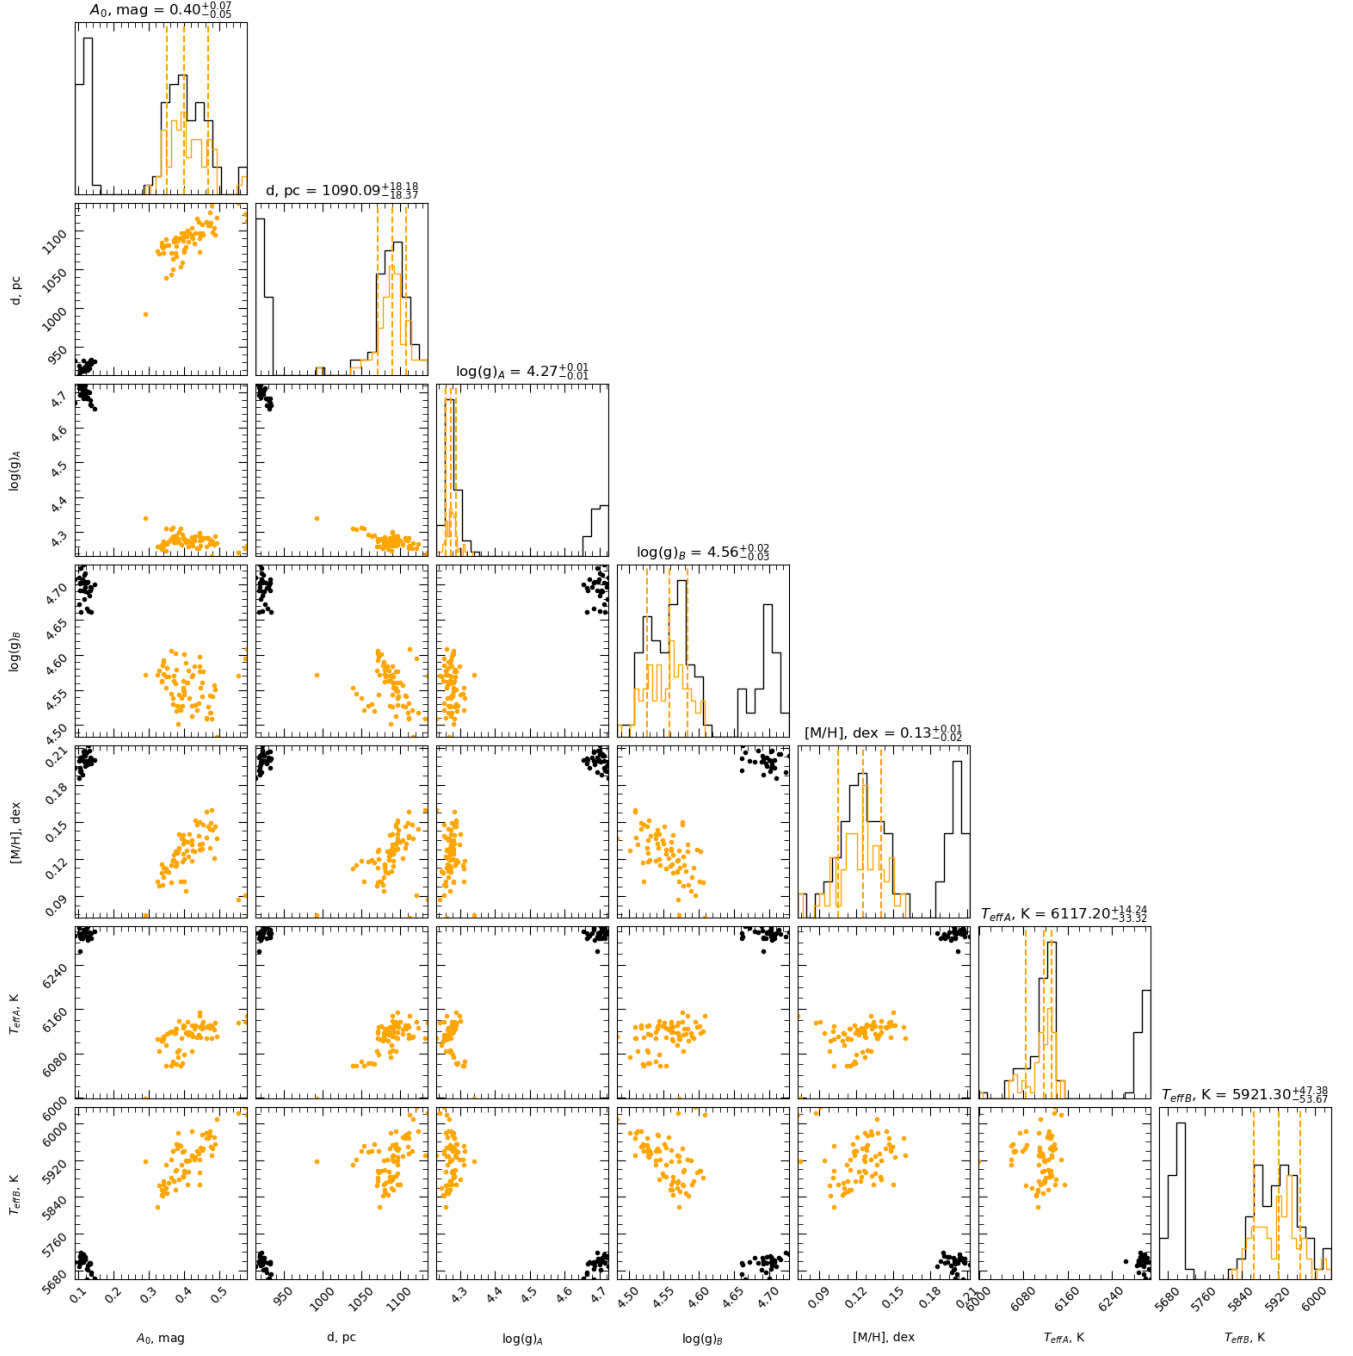 A₀, mag = 0.40 +0.07 −0.05
d, pc = 1090.09 +18.18 −18.37
1100
1050
1000
950
d, pc
log(g)A = 4.27 +0.01 −0.01
4.7
4.6
4.5
4.4
4.3
log(g)A
log(g)B = 4.56 +0.02 −0.03
4.70
4.65
4.60
4.55
4.50
log(g)B
[M/H], dex = 0.13 +0.01 −0.02
0.21
0.18
0.15
0.12
0.09
[M/H], dex
TeffA, K = 6117.20 +14.24 −33.32
6240
6160
6080
6000
TeffA, K
TeffB, K = 5921.30 +47.38 −53.67
6000
5920
5840
5760
5680
TeffB, K
0.1 0.2 0.3 0.4 0.5 950 1000 1050 1100 4.3 4.4 4.5 4.6 4.7 4.50 4.55 4.60 4.65 4.70 0.09 0.12 0.15 0.18 0.21 6000 6080 6160 6240 5680 5760 5840 5920 6000
A₀, mag d, pc log(g)A log(g)B [M/H], dex TeffA, K TeffB, K